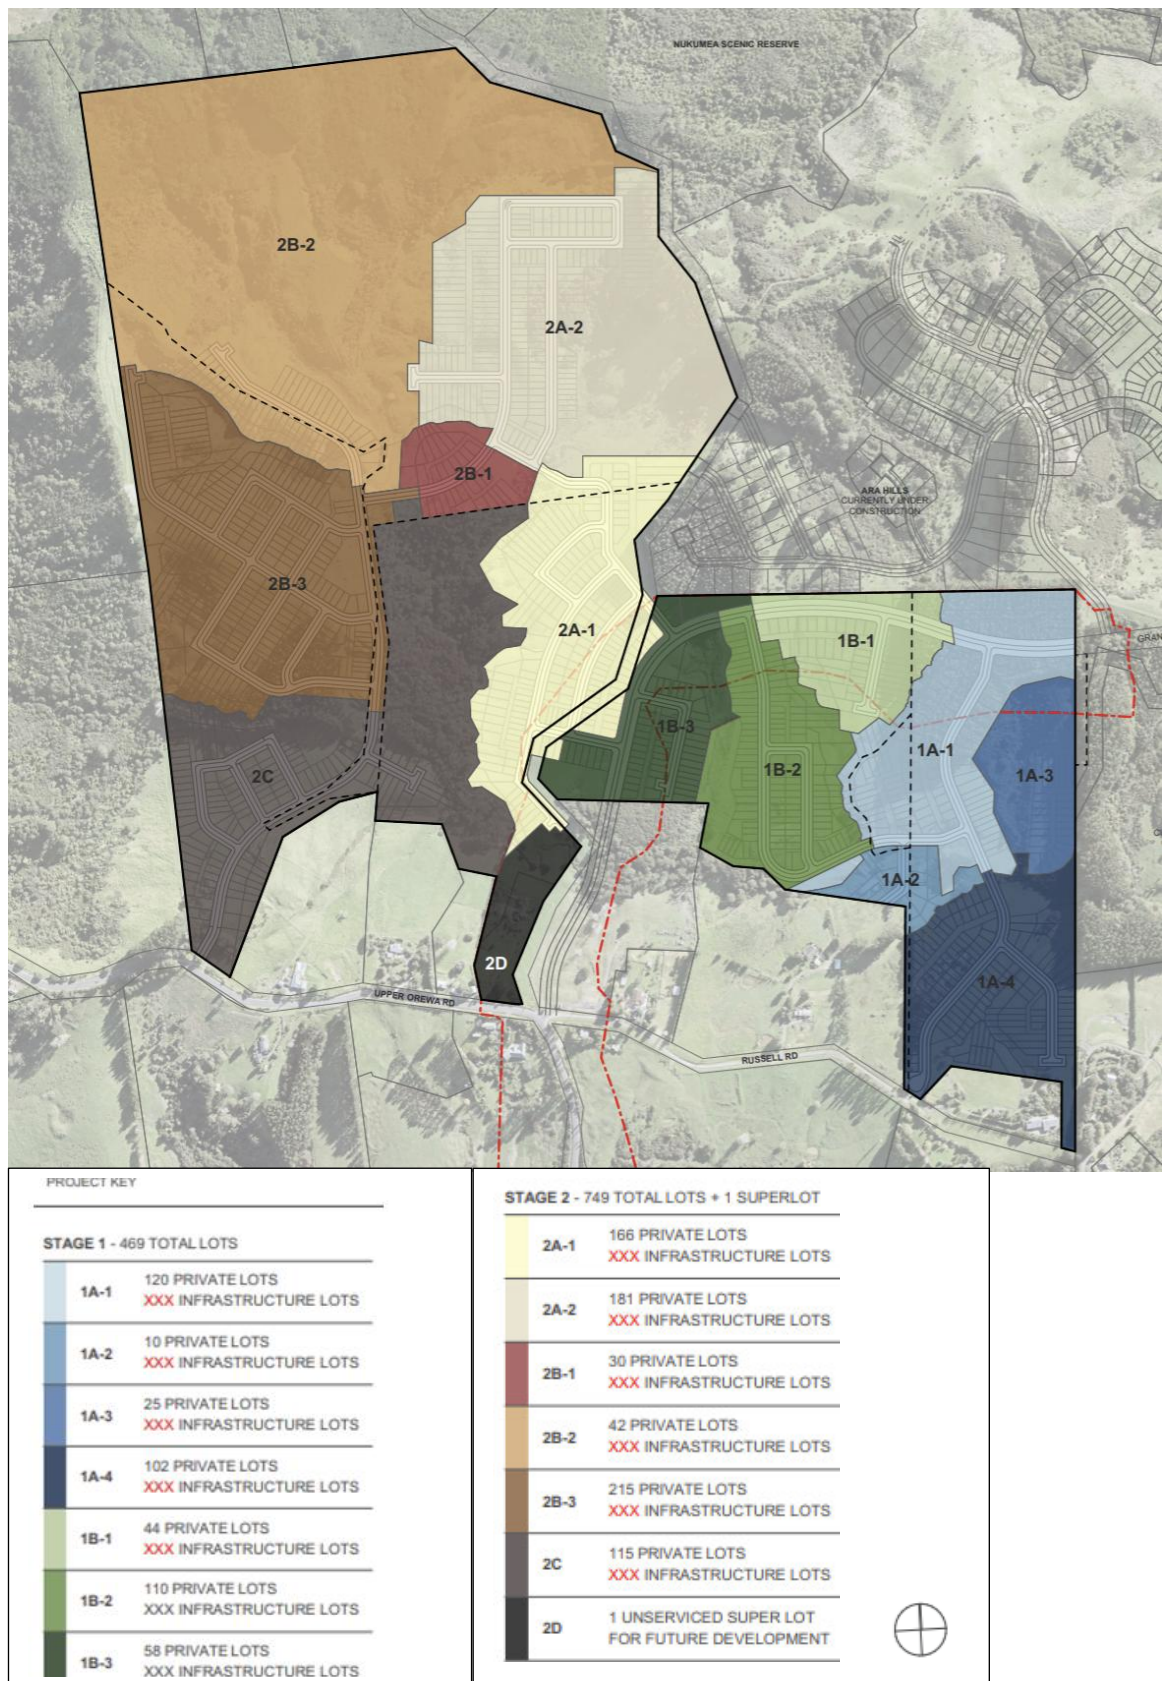 NUKUMEA SCENIC RESERVE
2B-2
2A-2
2B-1
ARA HILLS
CURRENTLY UNDER
CONSTRUCTION
2B-3
2A-1
1B-1
GRAN
1B-3
1A-1
2C
1B-2
1A-3
1A-2
2D
1A-4
UPPER OREWA RD
RUSSELL RD
PROJECT KEY
STAGE 1 - 469 TOTAL LOTS
1A-1
120 PRIVATE LOTS
XXX INFRASTRUCTURE LOTS
1A-2
10 PRIVATE LOTS
XXX INFRASTRUCTURE LOTS
1A-3
25 PRIVATE LOTS
XXX INFRASTRUCTURE LOTS
1A-4
102 PRIVATE LOTS
XXX INFRASTRUCTURE LOTS
1B-1
44 PRIVATE LOTS
XXX INFRASTRUCTURE LOTS
1B-2
110 PRIVATE LOTS
XXX INFRASTRUCTURE LOTS
1B-3
58 PRIVATE LOTS
XXX INFRASTRUCTURE LOTS
STAGE 2 - 749 TOTAL LOTS + 1 SUPERLOT
2A-1
166 PRIVATE LOTS
XXX INFRASTRUCTURE LOTS
2A-2
181 PRIVATE LOTS
XXX INFRASTRUCTURE LOTS
2B-1
30 PRIVATE LOTS
XXX INFRASTRUCTURE LOTS
2B-2
42 PRIVATE LOTS
XXX INFRASTRUCTURE LOTS
2B-3
215 PRIVATE LOTS
XXX INFRASTRUCTURE LOTS
2C
115 PRIVATE LOTS
XXX INFRASTRUCTURE LOTS
2D
1 UNSERVICED SUPER LOT
FOR FUTURE DEVELOPMENT